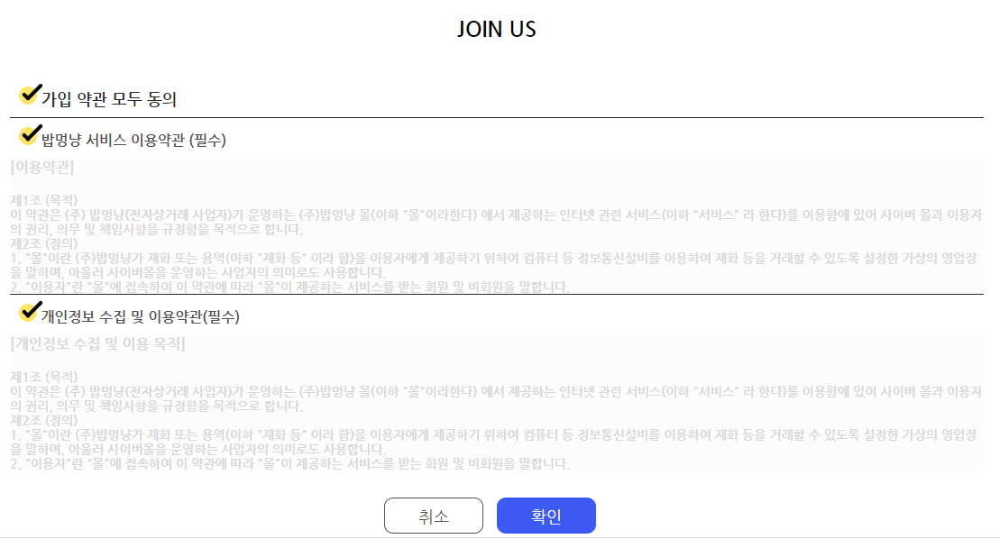 JOIN US
가입 약관 모두 동의
밥멍냥 서비스 이용약관 (필수)
[이용약관]
제1조 (목적)
이 약관은 (주) 밥멍냥(전자상거래 사업자)가 운영하는 (주)밥멍냥 몰(이하 "몰"이라한다) 에서 제공하는 인터넷 관련 서비스(이하 "서비스" 라 한다)를 이용함에 있어 사이버 몰과 이용자
의 권리, 의무 및 책임사항을 규정함을 목적으로 합니다.
제2조 (정의)
1. "몰"이란 (주)밥멍냥가 재화 또는 용역(이하 "재화 등" 이라 함)을 이용자에게 제공하기 위하여 컴퓨터 등 정보통신설비를 이용하여 재화 등을 거래할 수 있도록 설정한 가상의 영업장
을 말하며, 아울러 사이버몰을 운영하는 사업자의 의미로도 사용합니다.
2. "이용자"란 "몰"에 접속하여 이 약관에 따라 "몰"이 제공하는 서비스를 받는 회원 및 비회원을 말합니다.
개인정보 수집 및 이용약관(필수)
[개인정보 수집 및 이용 목적]
제1조 (목적)
이 약관은 (주) 밥멍냥(전자상거래 사업자)가 운영하는 (주)밥멍냥 몰(이하 "몰"이라한다) 에서 제공하는 인터넷 관련 서비스(이하 "서비스" 라 한다)를 이용함에 있어 사이버 몰과 이용자
의 권리, 의무 및 책임사항을 규정함을 목적으로 합니다.
제2조 (정의)
1. "몰"이란 (주)밥멍냥가 재화 또는 용역(이하 "재화 등" 이라 함)을 이용자에게 제공하기 위하여 컴퓨터 등 정보통신설비를 이용하여 재화 등을 거래할 수 있도록 설정한 가상의 영업장
을 말하며, 아울러 사이버몰을 운영하는 사업자의 의미로도 사용합니다.
2. "이용자"란 "몰"에 접속하여 이 약관에 따라 "몰"이 제공하는 서비스를 받는 회원 및 비회원을 말합니다.
취소
확인